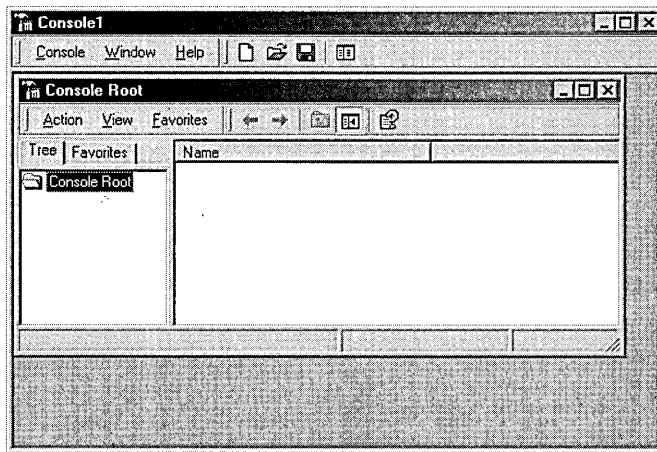 Console1
Console Window Help
Console Root
Action View Favorites
Tree Favorites Name
Console Root